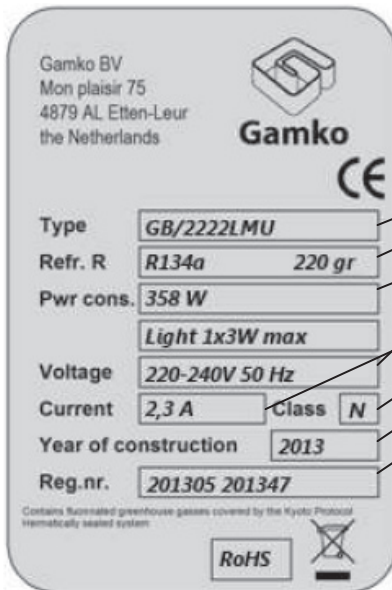 Gamko BV
Mon plaisir 75
4879 AL Etten-Leur
the Netherlands
Gamko
CE
Type GB/2222LMU
Refr. R R134a 220 gr
Pwr cons. 358 W
Light 1x3W max
Voltage 220-240V 50 Hz
Current 2,3 A Class N
Year of construction 2013
Reg.nr. 201305 201347
Contains fluorinated greenhouse gasses covered by the Kyoto Protocol
Hermatically sealed system
RoHS